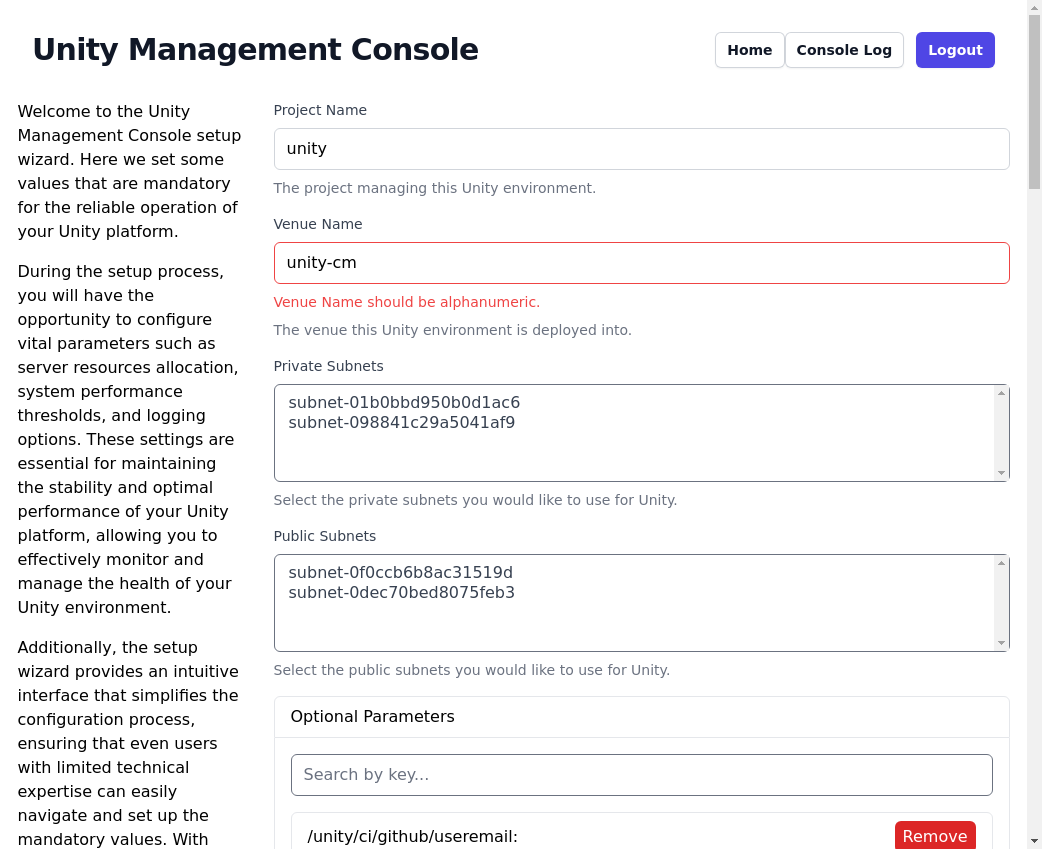 Unity Management Console
Home
Console Log
Logout
Welcome to the Unity
Management Console setup
wizard. Here we set some
values that are mandatory
for the reliable operation of
your Unity platform.
During the setup process,
you will have the
opportunity to configure
vital parameters such as
server resources allocation,
system performance
thresholds, and logging
options. These settings are
essential for maintaining
the stability and optimal
performance of your Unity
platform, allowing you to
effectively monitor and
manage the health of your
Unity environment.
Additionally, the setup
wizard provides an intuitive
interface that simplifies the
configuration process,
ensuring that even users
with limited technical
expertise can easily
navigate and set up the
mandatory values. With
Project Name
unity
The project managing this Unity environment.
Venue Name
unity-cm
Venue Name should be alphanumeric.
The venue this Unity environment is deployed into.
Private Subnets
subnet-01b0bbd950b0d1ac6
subnet-098841c29a5041af9
Select the private subnets you would like to use for Unity.
Public Subnets
subnet-0f0ccb6b8ac31519d
subnet-0dec70bed8075feb3
Select the public subnets you would like to use for Unity.
Optional Parameters
Search by key...
/unity/ci/github/useremail:
Remove